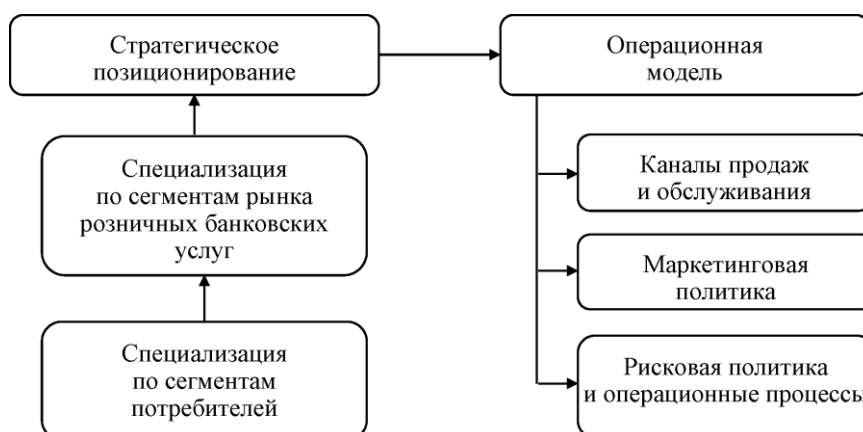 Стратегическое
позиционирование
Операционная
модель
Специализация
по сегментам рынка
розничных банковских
услуг
Каналы продаж
и обслуживания
Маркетинговая
политика
Специализация
по сегментам
потребителей
Рисковая политика
и операционные процессы